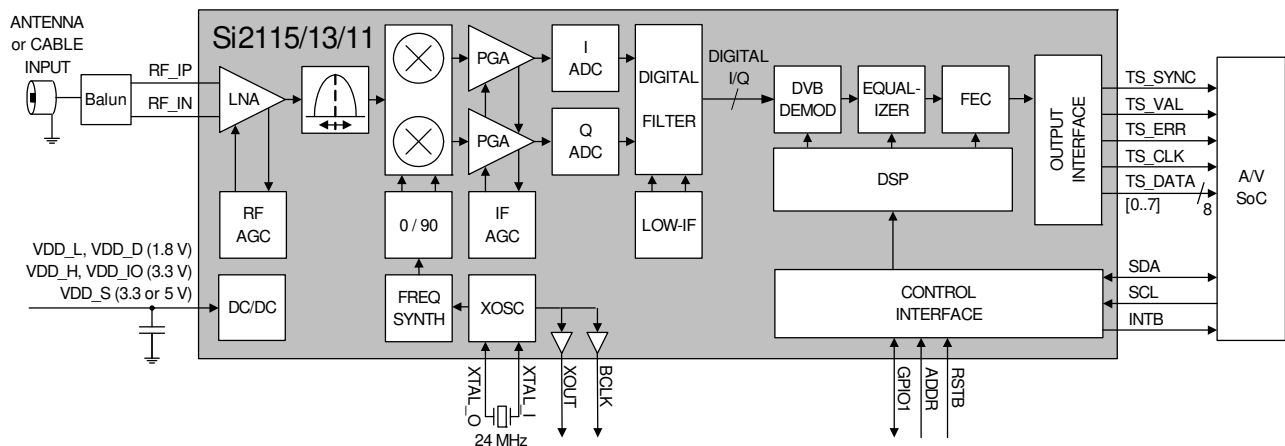 ANTENNA
or CABLE
INPUT
Si2115/13/11
RF_IP
RF_IN
Balun
LNA
PGA
PGA
I
ADC
Q
ADC
DIGITAL
FILTER
DIGITAL
I/Q
DVB
DEMOD
EQUAL-
IZER
FEC
OUTPUT
INTERFACE
TS_SYNC
TS_VAL
TS_ERR
TS_CLK
TS_DATA
[0..7]
8
A/V
SoC
DSP
RF
AGC
0 / 90
IF
AGC
LOW-IF
VDD_L, VDD_D (1.8 V)
VDD_H, VDD_IO (3.3 V)
VDD_S (3.3 or 5 V)
DC/DC
FREQ
SYNTH
XOSC
CONTROL
INTERFACE
SDA
SCL
INTB
XTAL_O
XTAL_I
24 MHz
XOUT
BCLK
GPIO1
ADDR
RSTB